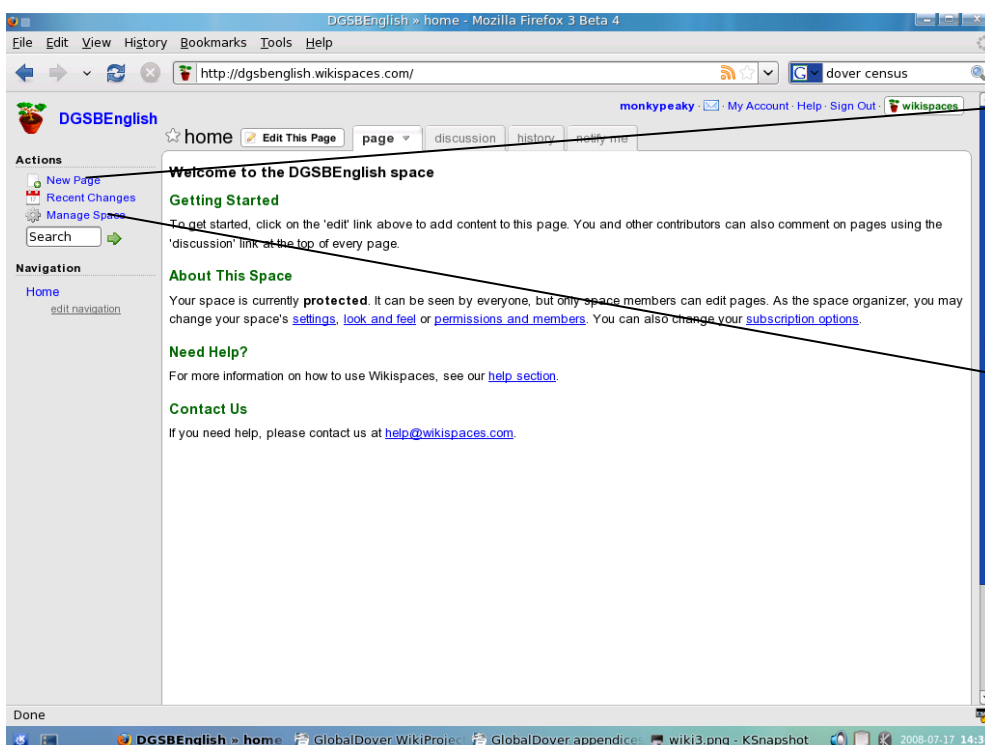 DGSBEnglish » home - Mozilla Firefox 3 Beta 4
File Edit View History Bookmarks Tools Help
http://dgsbenglish.wikispaces.com/ G dover census
monkypeaky · My Account · Help · Sign Out · wikispaces
DGSBEnglish
home Edit This Page page discussion history notify me
Actions
New Page
Recent Changes
Manage Space
Search
Navigation
Home
edit navigation
Welcome to the DGSBEnglish space
Getting Started
To get started, click on the 'edit' link above to add content to this page. You and other contributors can also comment on pages using the
'discussion' link at the top of every page.
About This Space
Your space is currently protected. It can be seen by everyone, but only space members can edit pages. As the space organizer, you may
change your space's settings, look and feel or permissions and members. You can also change your subscription options.
Need Help?
For more information on how to use Wikispaces, see our help section.
Contact Us
If you need help, please contact us at help@wikispaces.com.
Done
DGSBEnglish » home GlobalDover WikiProjec GlobalDover appendices wiki3.png - KSnapshot 2008-07-17 14:3